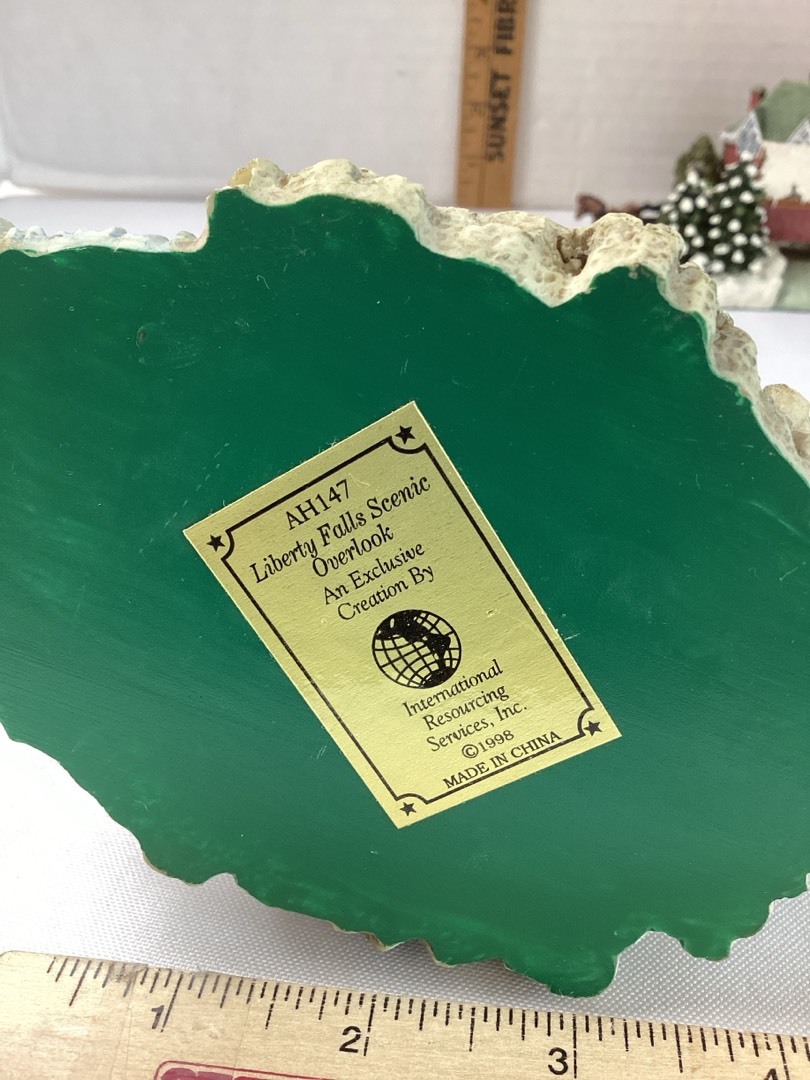 SUNSET FIBR
AH147
Liberty Falls Scenic
Overlook
An Exclusive
Creation By
International
Resourcing
Services, Inc.
©1998
MADE IN CHINA
1 2 3 4